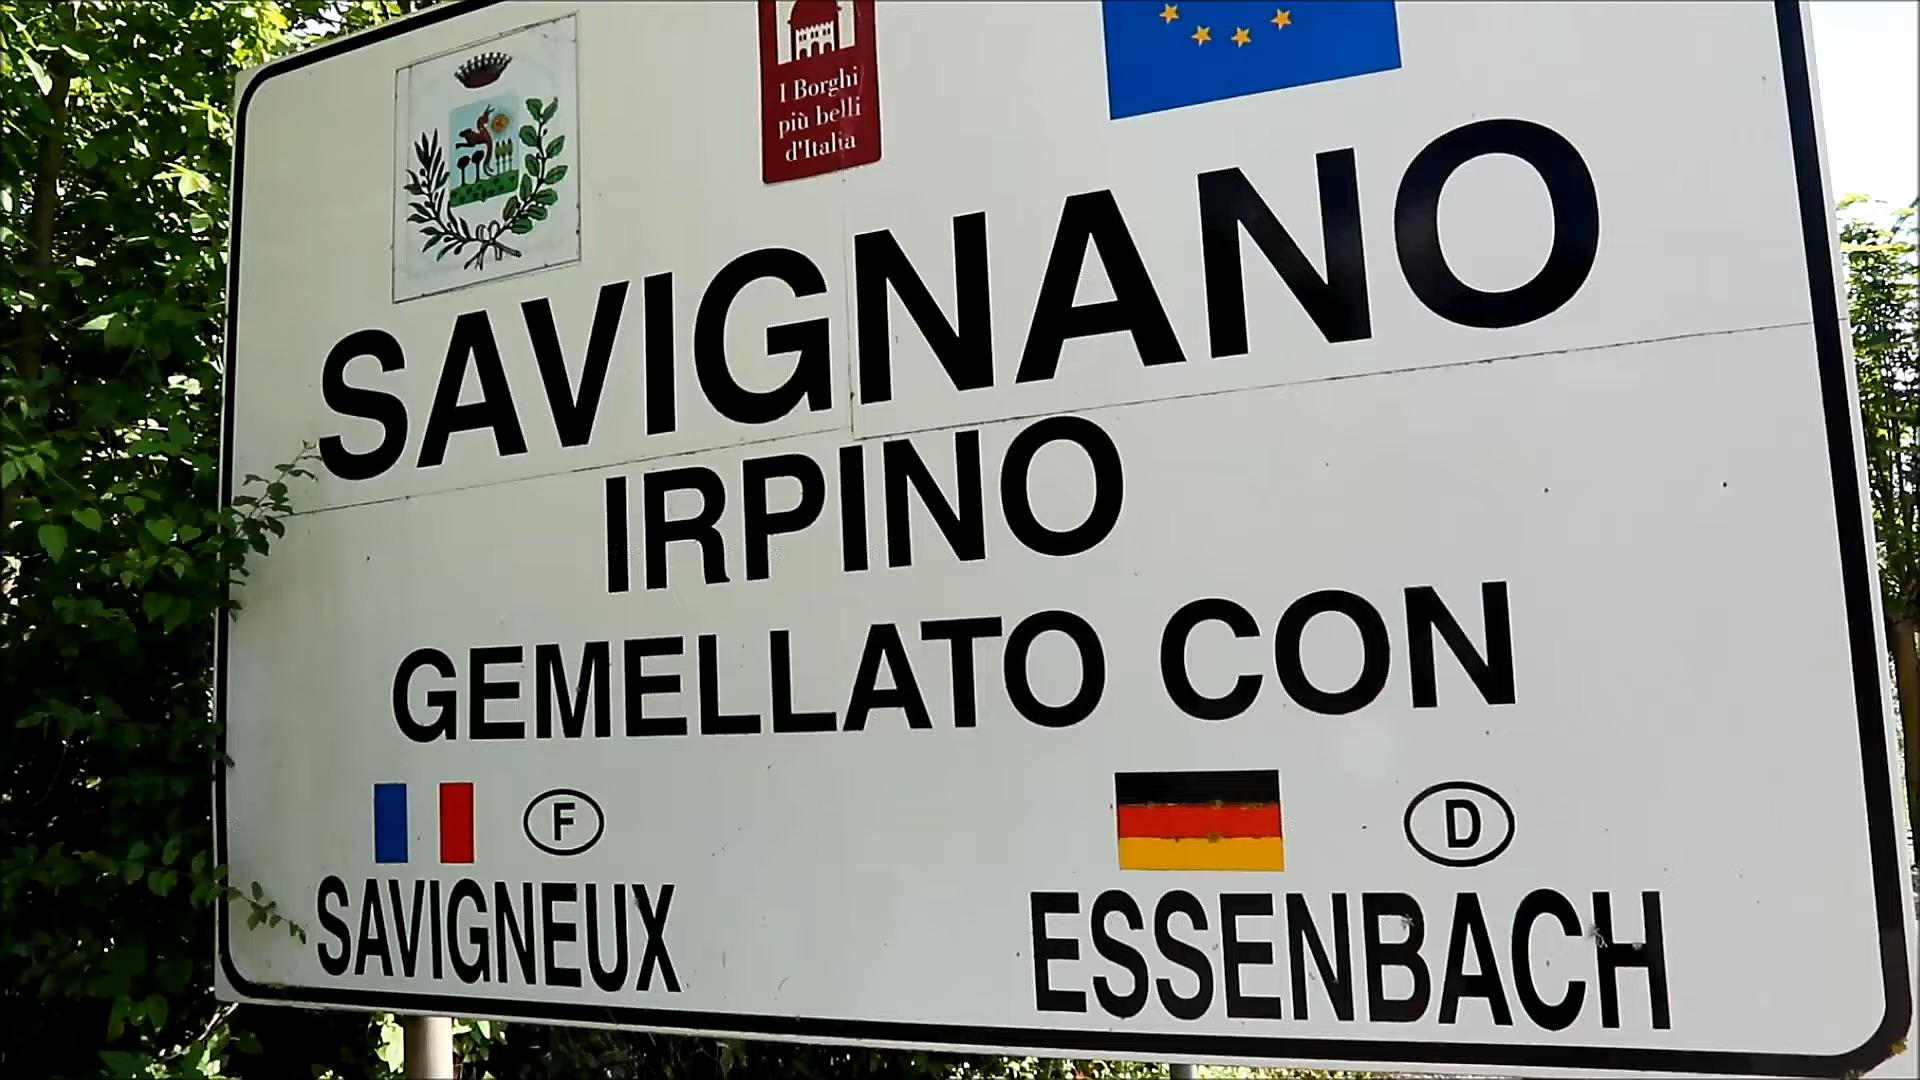 I Borghi
più belli
d'Italia
SAVIGNANO
IRPINO
GEMELLATO CON
F
D
SAVIGNEUX
ESSENBACH